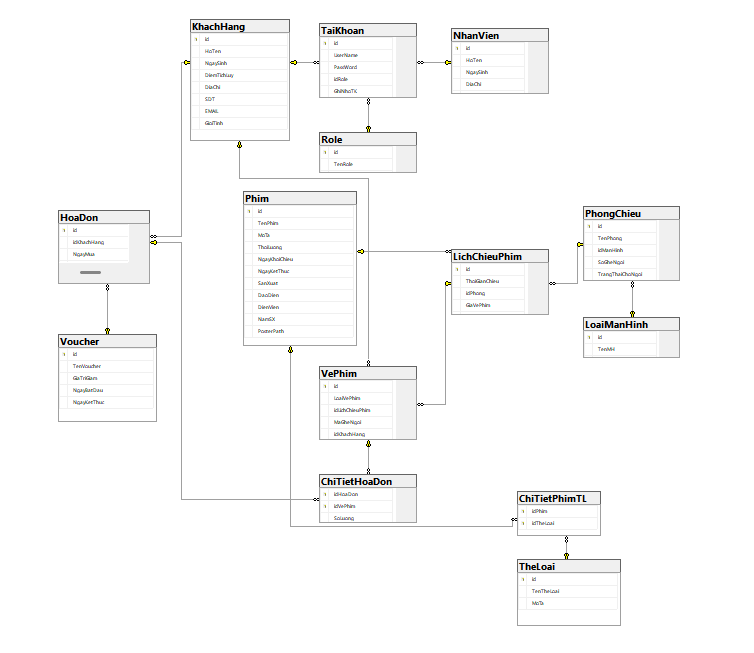 KhachHang
id
HoTen
NgaySinh
DiemTichLuy
DiaChi
SDT
EMAIL
GioiTinh
TaiKhoan
id
UserName
PassWord
idRole
GhiNhoTK
NhanVien
id
HoTen
NgaySinh
DiaChi
Role
id
TenRole
Phim
id
TenPhim
MoTa
ThoiLuong
NgayKhoiChieu
NgayKetThuc
SanXuat
DaoDien
DienVien
NamSX
PosterPath
HoaDon
id
idKhachHang
NgayMua
PhongChieu
id
TenPhong
idManHinh
SoGheNgoi
TrangThaiChoNgoi
LichChieuPhim
id
ThoiGianChieu
idPhong
GiaVePhim
LoaiManHinh
id
TenMH
Voucher
id
TenVoucher
GiaTriGiam
NgayBatDau
NgayKetThuc
VePhim
id
LoaiVePhim
idLichChieuPhim
MaGheNgoi
idKhachHang
ChiTietHoaDon
idHoaDon
idVePhim
SoLuong
ChiTietPhimTL
idPhim
idTheLoai
TheLoai
id
TenTheLoai
MoTa